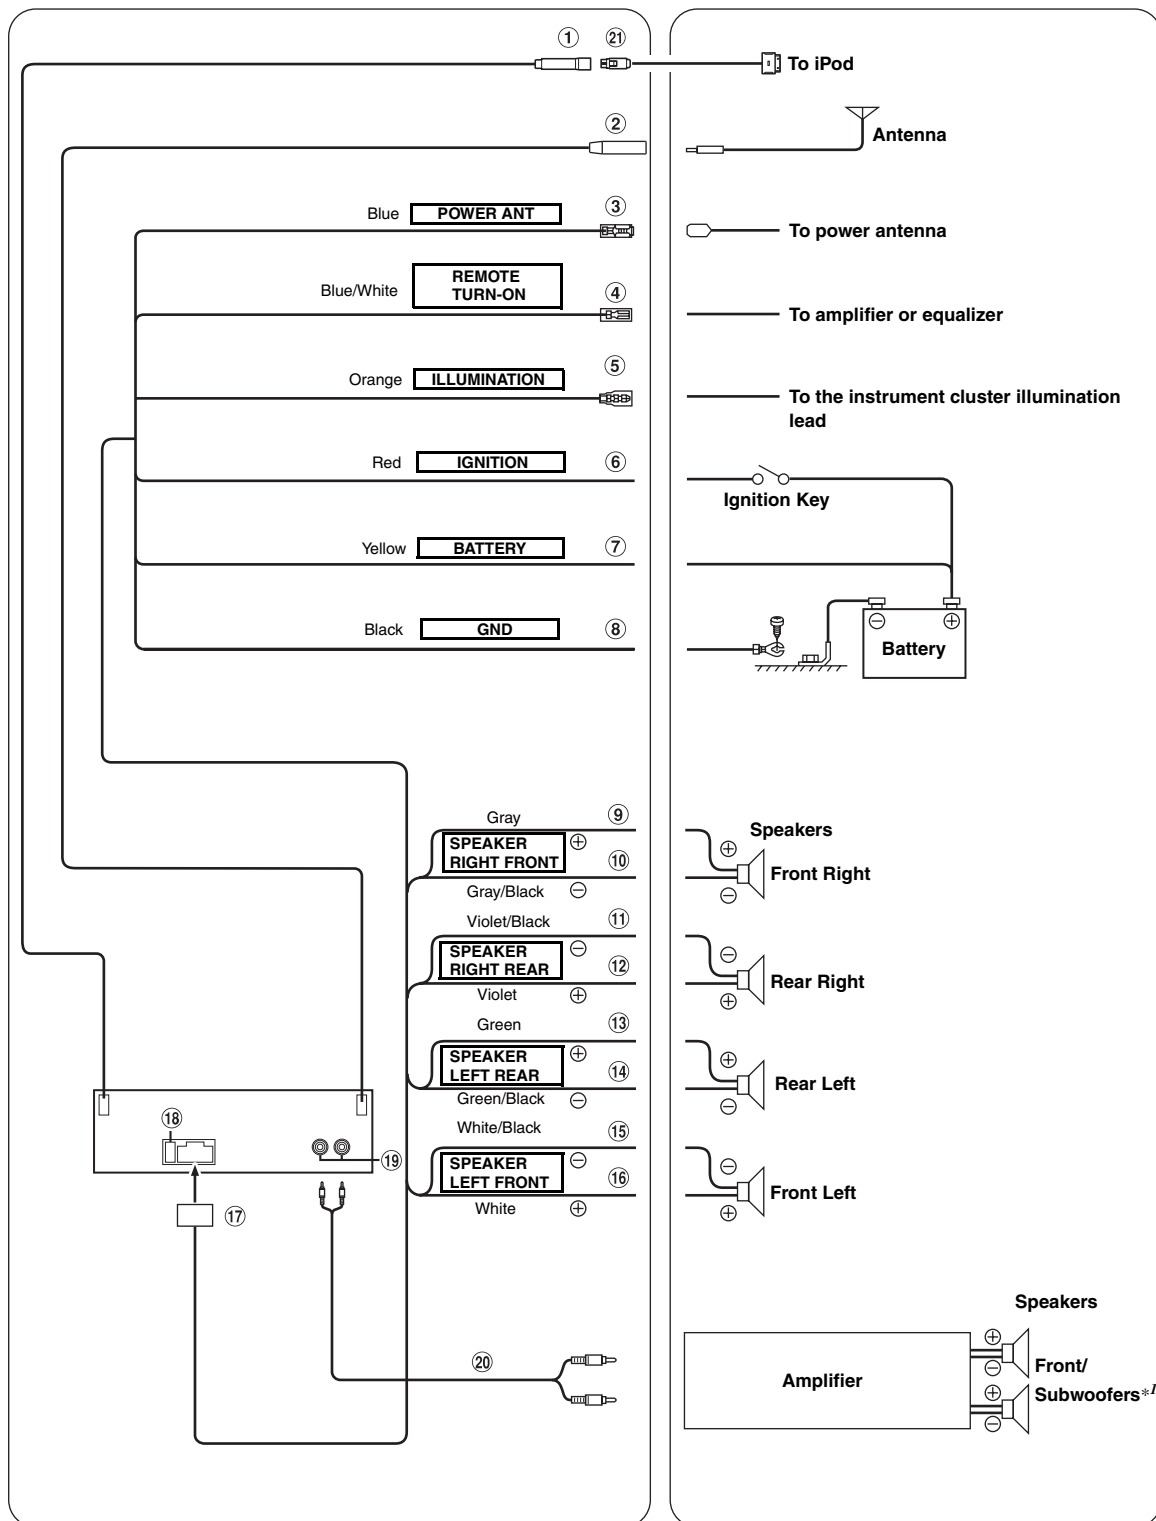 1 21
To iPod
2
Antenna
Blue POWER ANT 3
To power antenna
Blue/White REMOTE
TURN-ON 4
To amplifier or equalizer
Orange ILLUMINATION 5
To the instrument cluster illumination
lead
Red IGNITION 6
Ignition Key
Yellow BATTERY 7
Black GND 8
⊖ ⊕
Battery
Gray 9
SPEAKER
RIGHT FRONT ⊕ 10
Gray/Black ⊖
Speakers
⊕
Front Right
⊖
Violet/Black 11
SPEAKER
RIGHT REAR ⊖ 12
Violet ⊕
⊖
Rear Right
⊕
Green 13
SPEAKER
LEFT REAR ⊕ 14
Green/Black ⊖
⊕
Rear Left
⊖
White/Black 15
SPEAKER
LEFT FRONT ⊖ 16
White ⊕
⊖
Front Left
⊕
18
19
17
20
Speakers
Amplifier
⊕
⊖
Front/
⊕
Subwoofers*1
⊖